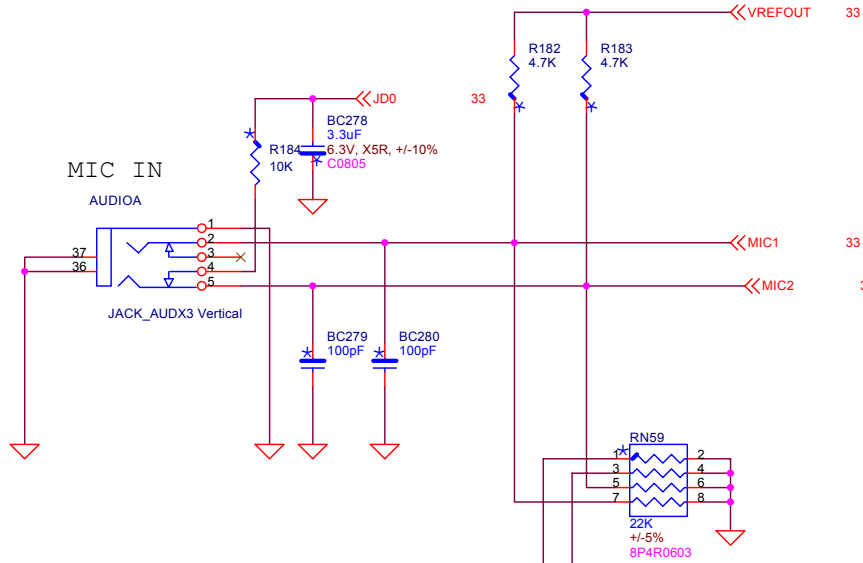 VREFOUT 33
R182 R183
4.7K 4.7K
JD0 33
BC278
3.3uF
R184 6.3V, X5R, +/-10%
10K C0805
MIC IN
AUDIOA
1
2 MIC1 33
37 3
36 4
5 MIC2
JACK_AUDX3 Vertical
BC279 BC280
100pF 100pF
RN59
1 2
3 4
5 6
7 8
22K
+/-5%
8P4R0603